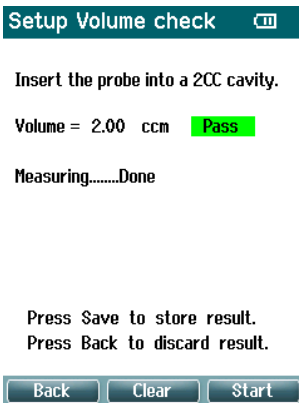 Setup Volume check
Insert the probe into a 2CC cavity.
Volume = 2.00 ccm Pass
Measuring........Done
Press Save to store result.
Press Back to discard result.
Back Clear Start